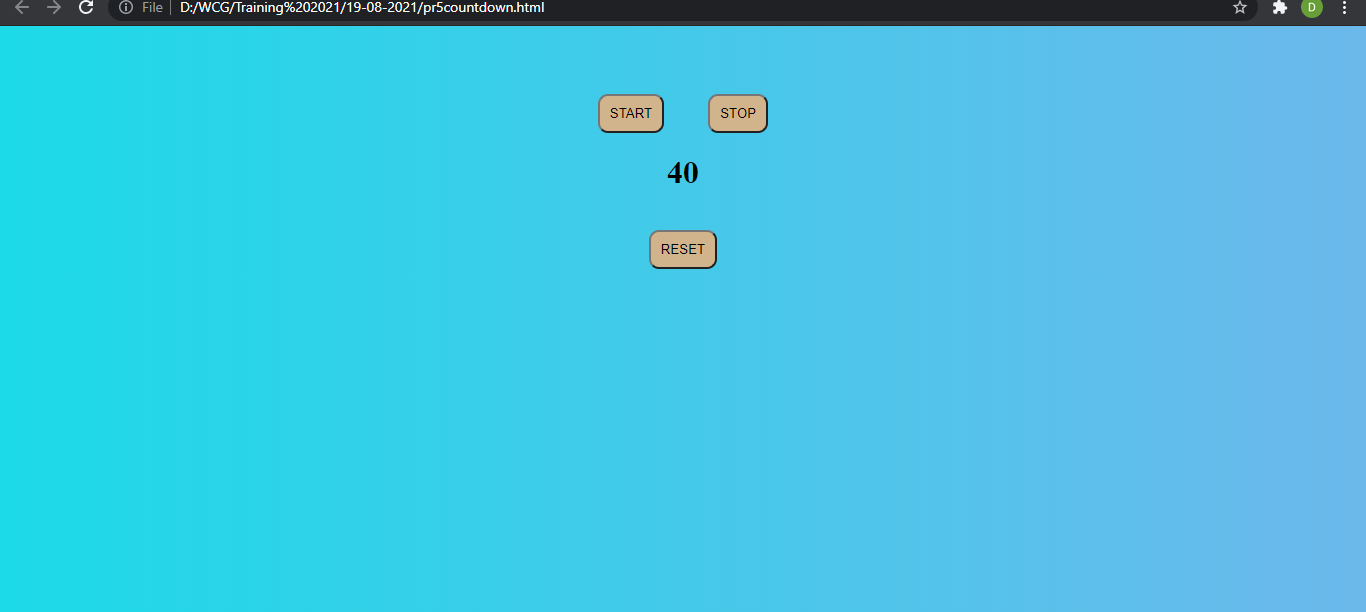 File D:/WCG/Training%202021/19-08-2021/pr5countdown.html
D
START STOP
40
RESET